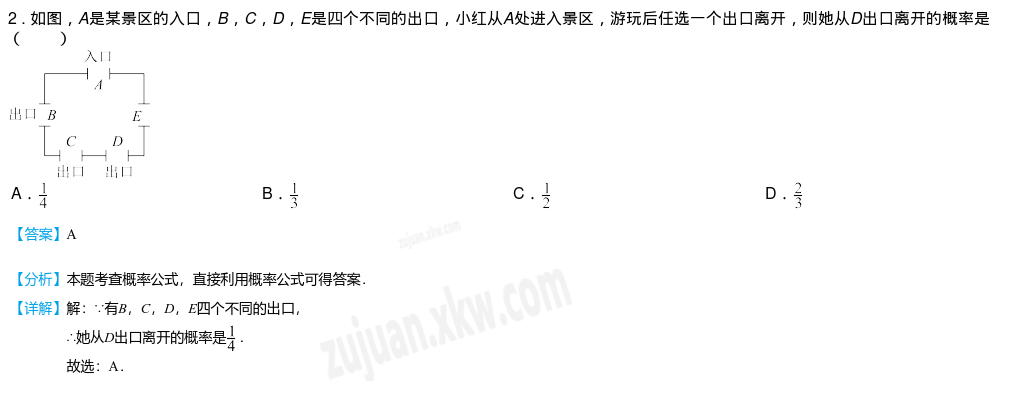 2．如图，A是某景区的入口，B，C，D，E是四个不同的出口，小红从A处进入景区，游玩后任选一个出口离开，则她从D出口离开的概率是
（　　）
入口
A
出口 B E
C D
出口 出口
A．1/4 B．1/3 C．1/2 D．2/3
【答案】A
zujuan.xkw.com
【分析】本题考查概率公式，直接利用概率公式可得答案．
【详解】解：∵有B，C，D，E四个不同的出口，
zujuan.xkw.com
∴她从D出口离开的概率是1/4．
故选：A．